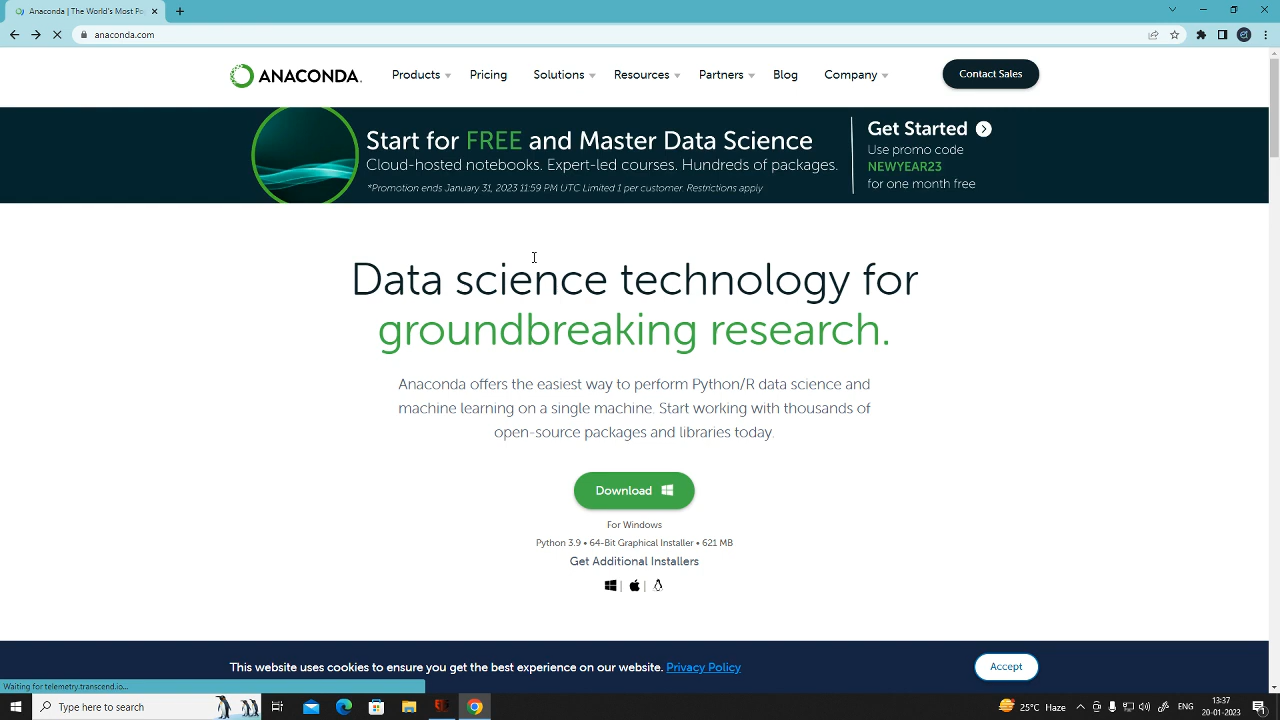 Anaconda | The World's Most Po
anaconda.com
ANACONDA.
Products
Pricing
Solutions
Resources
Partners
Blog
Company
Contact Sales
Start for FREE and Master Data Science
Cloud-hosted notebooks. Expert-led courses. Hundreds of packages.
*Promotion ends January 31, 2023 11:59 PM UTC Limited 1 per customer. Restrictions apply
Get Started
Use promo code
NEWYEAR23
for one month free
Data science technology for
groundbreaking research.
Anaconda offers the easiest way to perform Python/R data science and
machine learning on a single machine. Start working with thousands of
open-source packages and libraries today.
Download
For Windows
Python 3.9 • 64-Bit Graphical Installer • 621 MB
Get Additional Installers
This website uses cookies to ensure you get the best experience on our website. Privacy Policy
Accept
Waiting for telemetry.transcend.io...
Type here to search
25°C Haze
ENG
13:37
20-01-2023